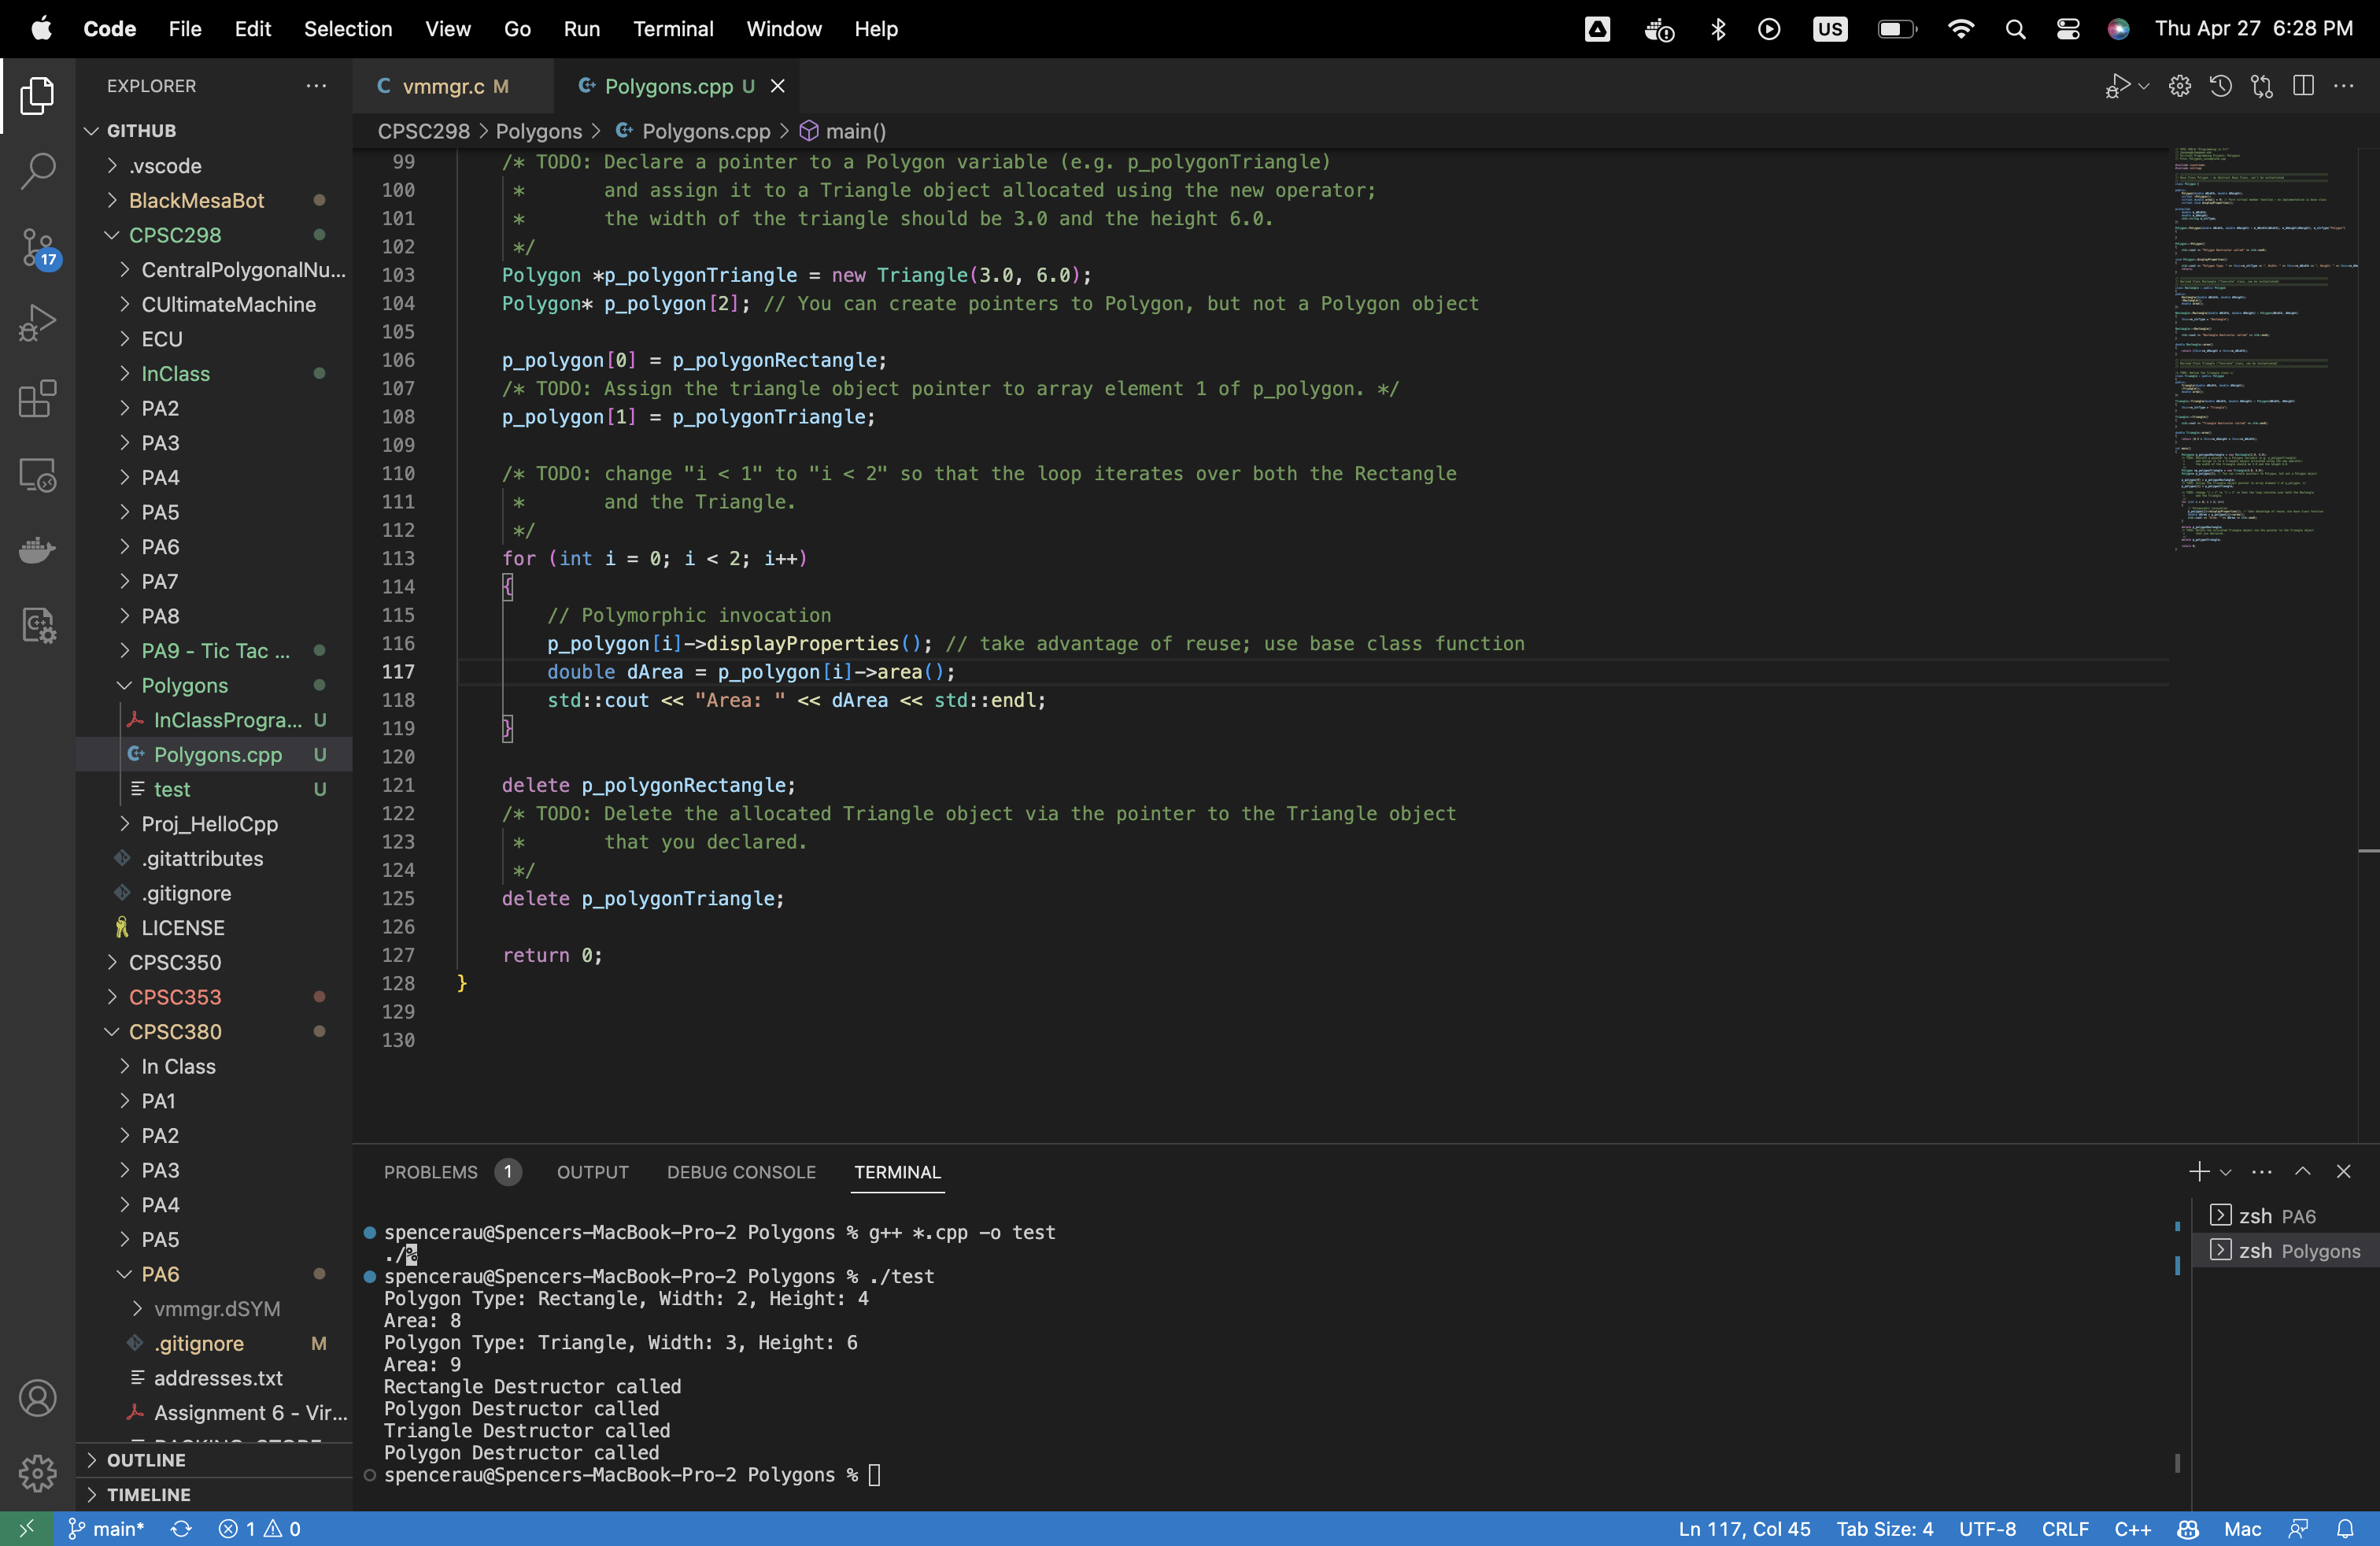 Code File Edit Selection View Go Run Terminal Window Help US Thu Apr 27 6:28 PM
EXPLORER
vmmgr.c M
Polygons.cpp U
CPSC298 > Polygons > Polygons.cpp > main()
GITHUB
.vscode
BlackMesaBot
CPSC298
CentralPolygonalNu...
CUltimateMachine
ECU
InClass
PA2
PA3
PA4
PA5
PA6
PA7
PA8
PA9 - Tic Tac ...
Polygons
InClassProgra... U
Polygons.cpp U
test U
Proj_HelloCpp
.gitattributes
.gitignore
LICENSE
CPSC350
CPSC353
CPSC380
In Class
PA1
PA2
PA3
PA4
PA5
PA6
vmmgr.dSYM
.gitignore M
addresses.txt
Assignment 6 - Vir...
OUTLINE
TIMELINE
17
99 /* TODO: Declare a pointer to a Polygon variable (e.g. p_polygonTriangle)
100 * and assign it to a Triangle object allocated using the new operator;
101 * the width of the triangle should be 3.0 and the height 6.0.
102 */
103 Polygon *p_polygonTriangle = new Triangle(3.0, 6.0);
104 Polygon* p_polygon[2]; // You can create pointers to Polygon, but not a Polygon object
105
106 p_polygon[0] = p_polygonRectangle;
107 /* TODO: Assign the triangle object pointer to array element 1 of p_polygon. */
108 p_polygon[1] = p_polygonTriangle;
109
110 /* TODO: change "i < 1" to "i < 2" so that the loop iterates over both the Rectangle
111 * and the Triangle.
112 */
113 for (int i = 0; i < 2; i++)
114 {
115 // Polymorphic invocation
116 p_polygon[i]->displayProperties(); // take advantage of reuse; use base class function
117 double dArea = p_polygon[i]->area();
118 std::cout << "Area: " << dArea << std::endl;
119 }
120
121 delete p_polygonRectangle;
122 /* TODO: Delete the allocated Triangle object via the pointer to the Triangle object
123 * that you declared.
124 */
125 delete p_polygonTriangle;
126
127 return 0;
128 }
129
130
PROBLEMS 1 OUTPUT DEBUG CONSOLE TERMINAL
spencerau@Spencers-MacBook-Pro-2 Polygons % g++ *.cpp -o test
./%
spencerau@Spencers-MacBook-Pro-2 Polygons % ./test
Polygon Type: Rectangle, Width: 2, Height: 4
Area: 8
Polygon Type: Triangle, Width: 3, Height: 6
Area: 9
Rectangle Destructor called
Polygon Destructor called
Triangle Destructor called
Polygon Destructor called
spencerau@Spencers-MacBook-Pro-2 Polygons %
zsh PA6
zsh Polygons
main* 1 0 Ln 117, Col 45 Tab Size: 4 UTF-8 CRLF C++ Mac